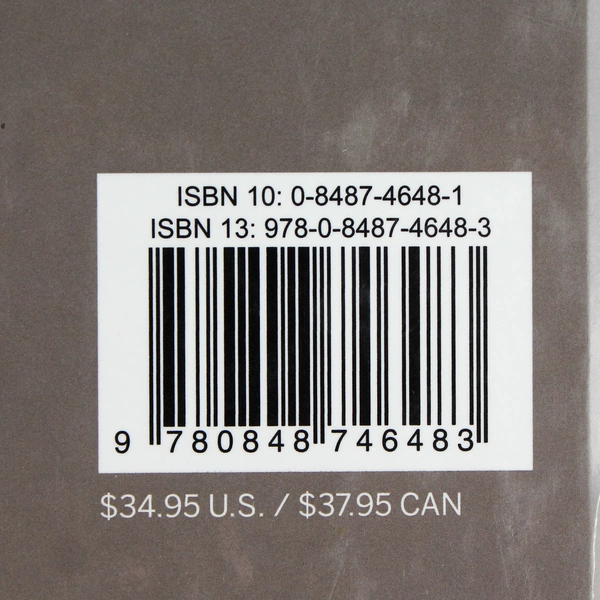 ISBN 10: 0-8487-4648-1
ISBN 13: 978-0-8487-4648-3
9 780848 746483
$34.95 U.S. / $37.95 CAN